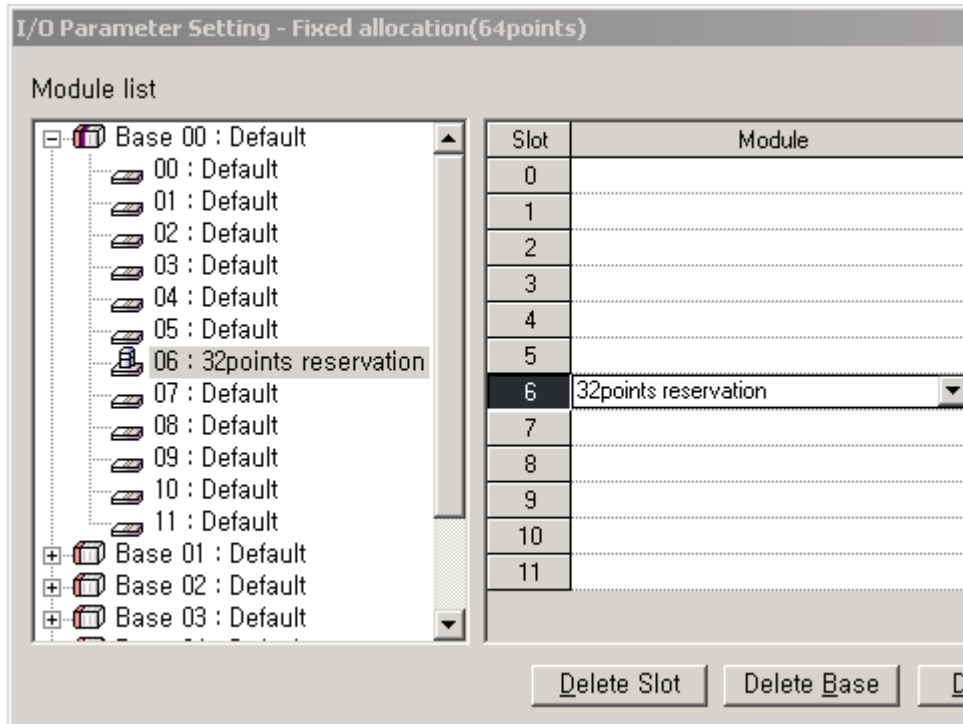 I/O Parameter Setting - Fixed allocation(64points)
Module list
Base 00 : Default
00 : Default
01 : Default
02 : Default
03 : Default
04 : Default
05 : Default
06 : 32points reservation
07 : Default
08 : Default
09 : Default
10 : Default
11 : Default
Base 01 : Default
Base 02 : Default
Base 03 : Default
Slot Module
0
1
2
3
4
5
6 32points reservation
7
8
9
10
11
Delete Slot Delete Base D